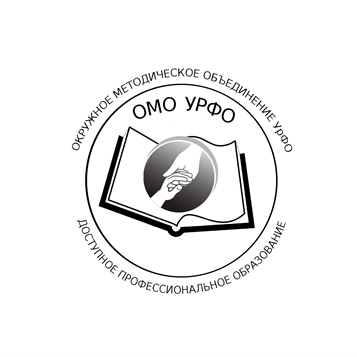 ОКРУЖНОЕ МЕТОДИЧЕСКОЕ ОБЪЕДИНЕНИЕ УрФО
ОМО УРФО
ДОСТУПНОЕ ПРОФЕССИОНАЛЬНОЕ ОБРАЗОВАНИЕ